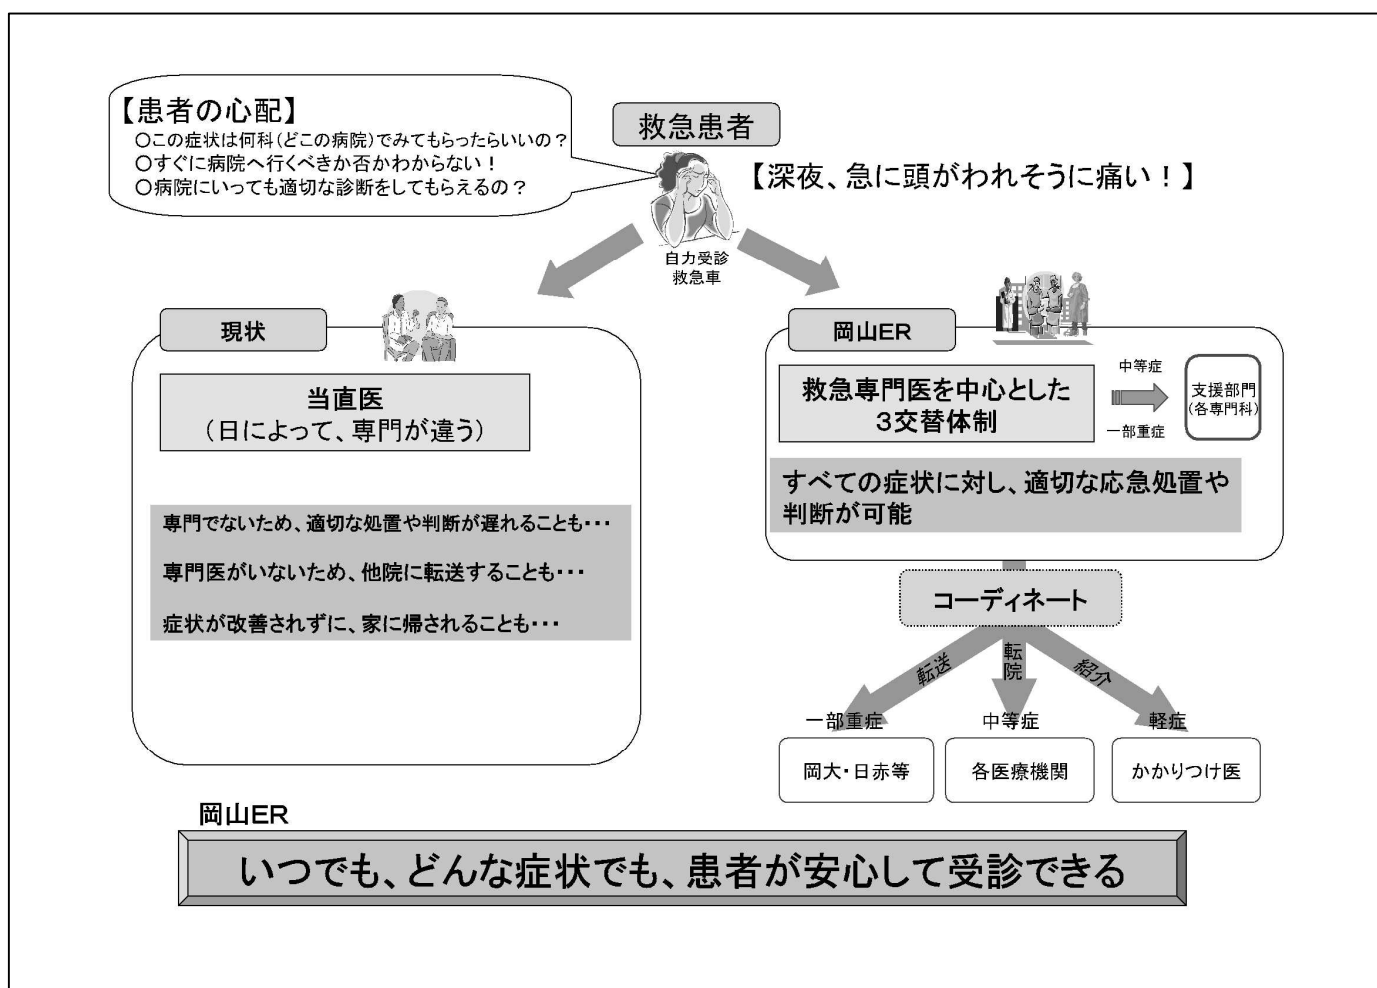 【患者の心配】
○この症状は何科(どこの病院)でみてもらったらいいの？
○すぐに病院へ行くべきか否かわからない！
○病院にいっても適切な診断をしてもらえるの？
救急患者
【深夜、急に頭がわれそうに痛い！】
自力受診
救急車
現状
当直医
(日によって、専門が違う)
専門でないため、適切な処置や判断が遅れることも・・・
専門医がいないため、他院に転送することも・・・
症状が改善されずに、家に帰されることも・・・
岡山ER
救急専門医を中心とした
３交替体制
中等症
一部重症
支援部門
(各専門科)
すべての症状に対し、適切な応急処置や
判断が可能
コーディネート
転送
転院
紹介
一部重症
中等症
軽症
岡大・日赤等
各医療機関
かかりつけ医
岡山ER
いつでも、どんな症状でも、患者が安心して受診できる